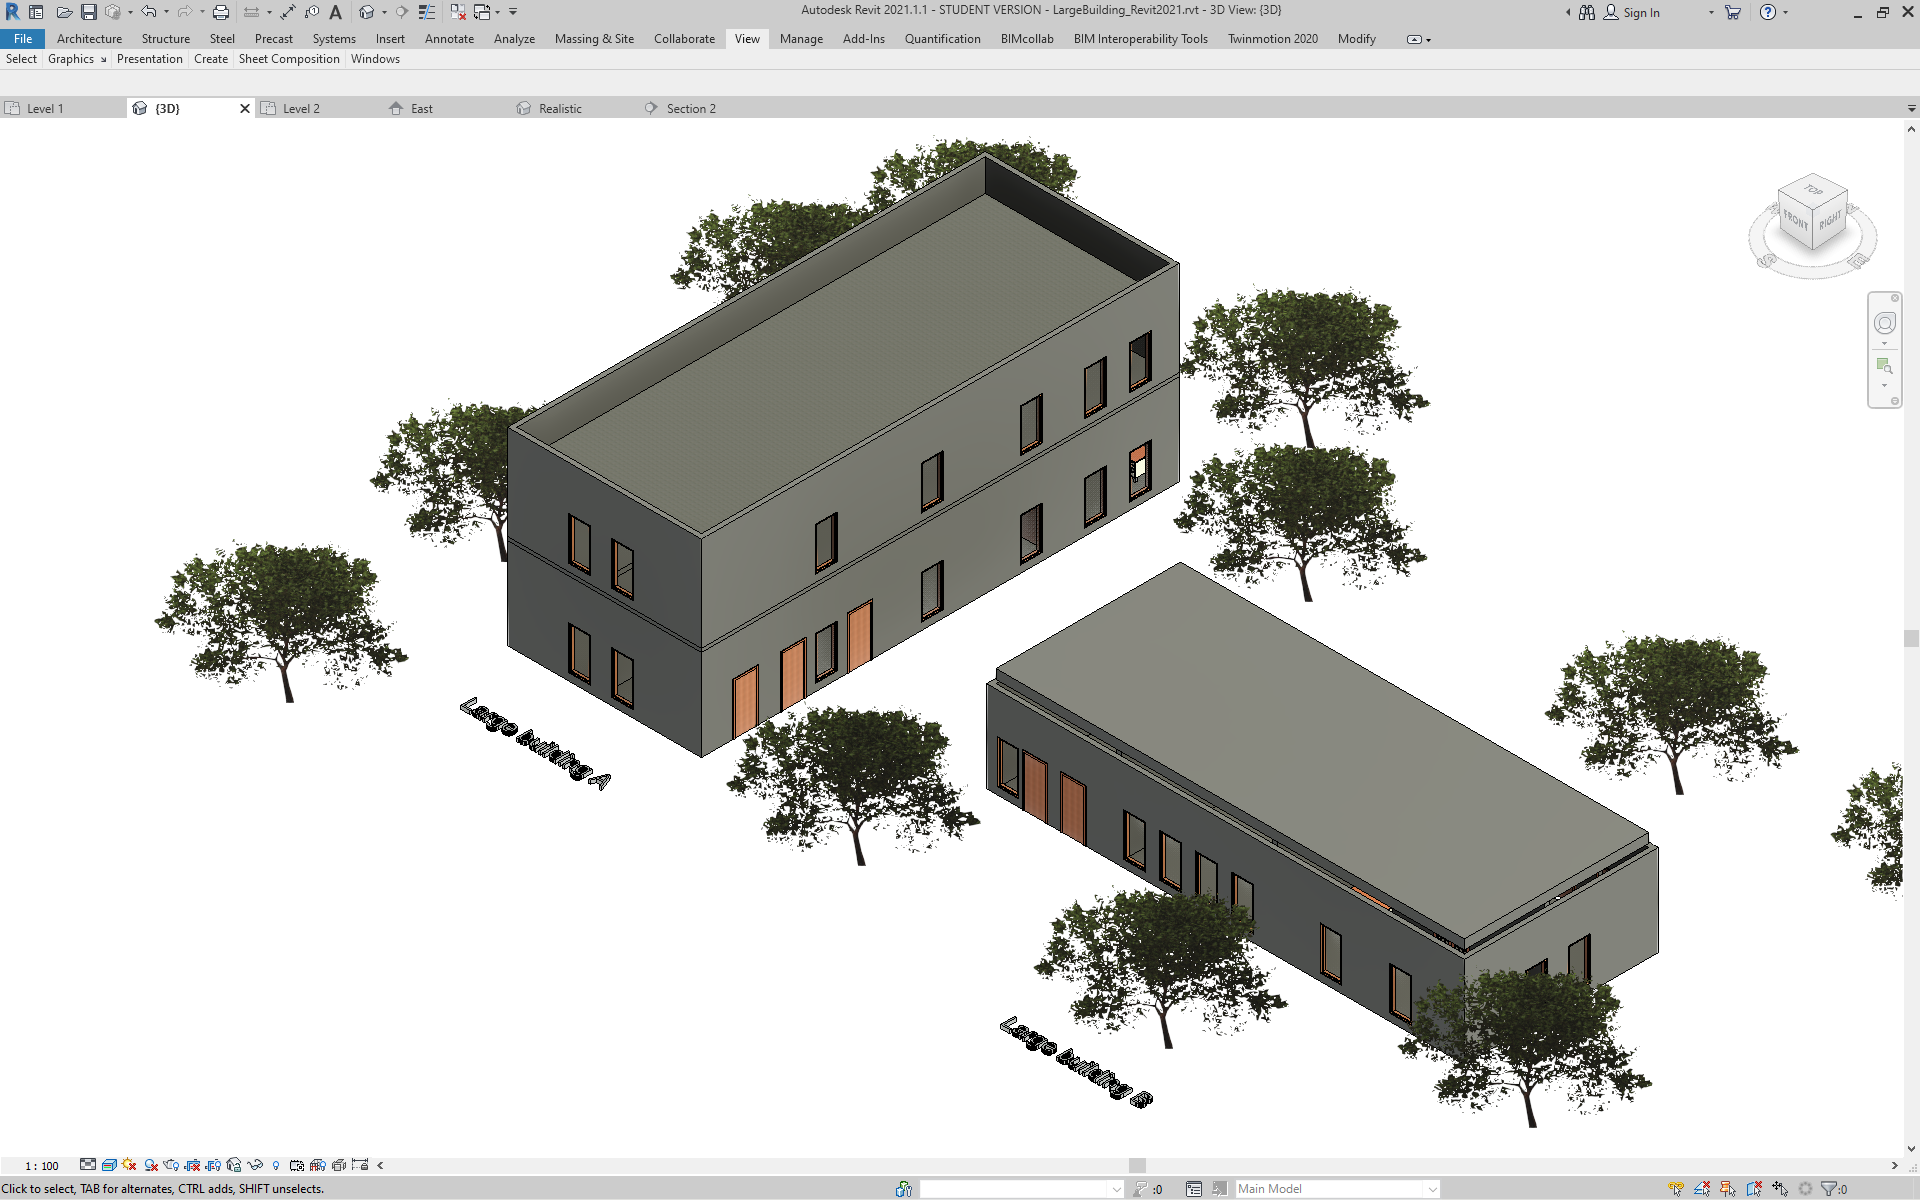 Autodesk Revit 2021.1.1 - STUDENT VERSION - LargeBuilding_Revit2021.rvt - 3D View: {3D}
Sign In
File Architecture Structure Steel Precast Systems Insert Annotate Analyze Massing & Site Collaborate View Manage Add-Ins Quantification BIMcollab BIM Interoperability Tools Twinmotion 2020 Modify
Select Graphics Presentation Create Sheet Composition Windows
Level 1 {3D} Level 2 East Realistic Section 2
TOP
FRONT RIGHT
S E
Large Building A
Large Building B
1 : 100
Click to select, TAB for alternates, CTRL adds, SHIFT unselects.
:0
Main Model
:0